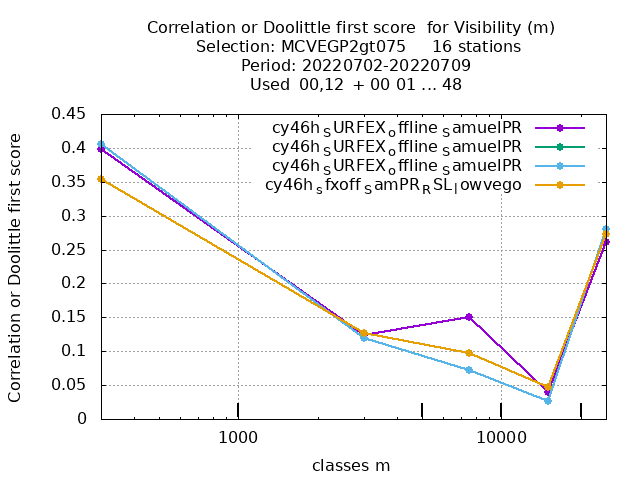 Correlation or Doolittle first score  for Visibility (m)
Selection: MCVEGP2gt075     16 stations
Period: 20220702-20220709
Used  00,12  + 00 01 ... 48
Correlation or Doolittle first score
0.45
0.4
0.35
0.3
0.25
0.2
0.15
0.1
0.05
0
cy46h_SURFEX_offline_SamuelPR
cy46h_SURFEX_offline_SamuelPR
cy46h_SURFEX_offline_SamuelPR
cy46h_sfxoff_SamPR_RSL_lowvego
1000
10000
classes m